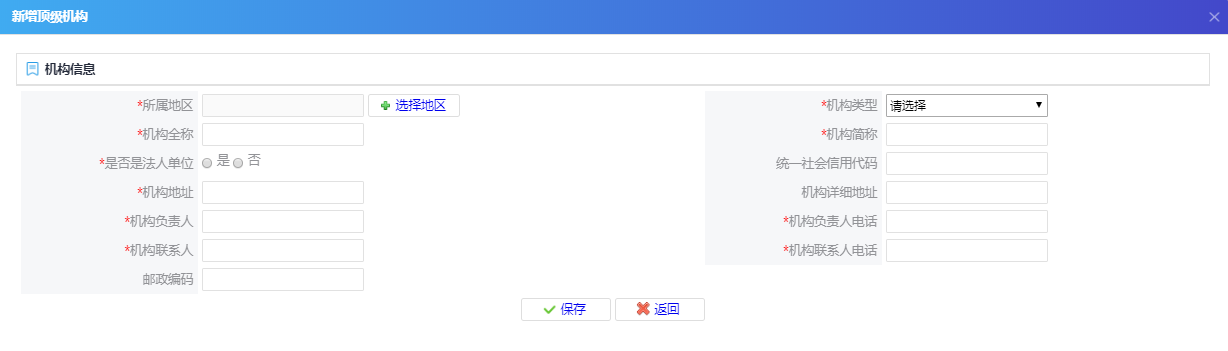 新增顶级机构
机构信息
*所属地区 选择地区 *机构类型 请选择
*机构全称 *机构简称
*是否是法人单位 是 否 统一社会信用代码
*机构地址 机构详细地址
*机构负责人 *机构负责人电话
*机构联系人 *机构联系人电话
邮政编码
保存 返回